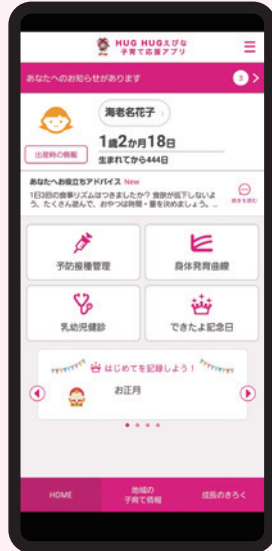 HUG HUGえびな
子育て応援アプリ
あなたへのお知らせがあります
3
海老名花子
1歳2か月18日
出産時の情報
生まれてから444日
あなたへお役立ちアドバイス New
1日3回の食事リズムはつきましたか? 食欲が低下しないよ
う、たくさん遊んで、おやつは時間・量を決めましょう。...
続きを読む
予防接種管理
身体発育曲線
乳幼児健診
できたよ記念日
はじめてを記録しよう!
お正月
HOME
地域の
子育て情報
成長のきろく